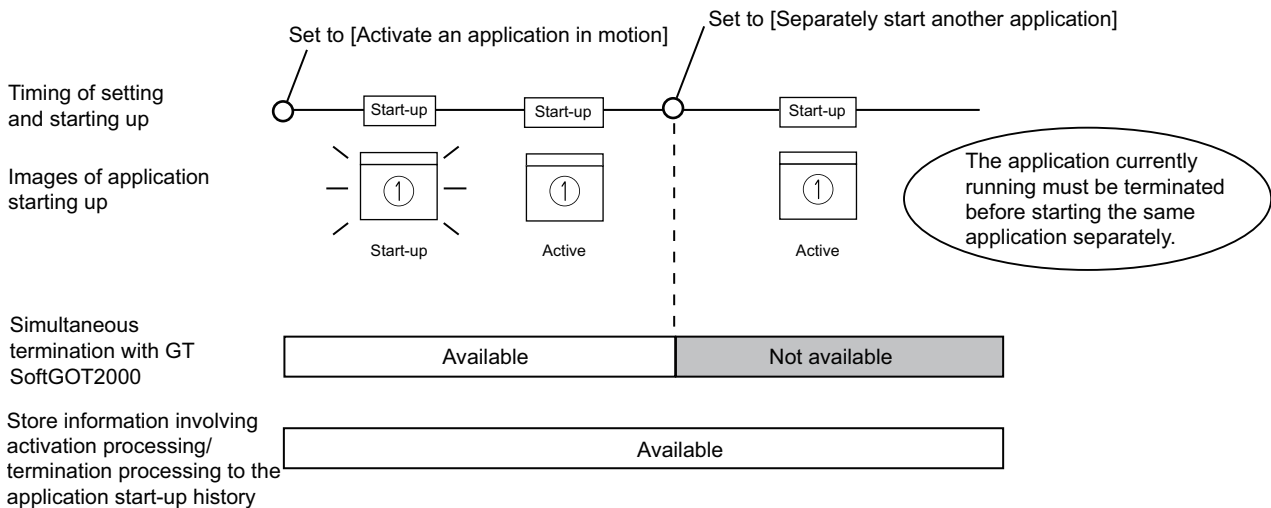 Set to [Activate an application in motion]
Set to [Separately start another application]
Timing of setting
and starting up
Start-up
Start-up
Start-up
Images of application
starting up
1
1
1
Start-up
Active
Active
The application currently
running must be terminated
before starting the same
application separately.
Simultaneous
termination with GT
SoftGOT2000
Available
Not available
Store information involving
activation processing/
termination processing to the
application start-up history
Available